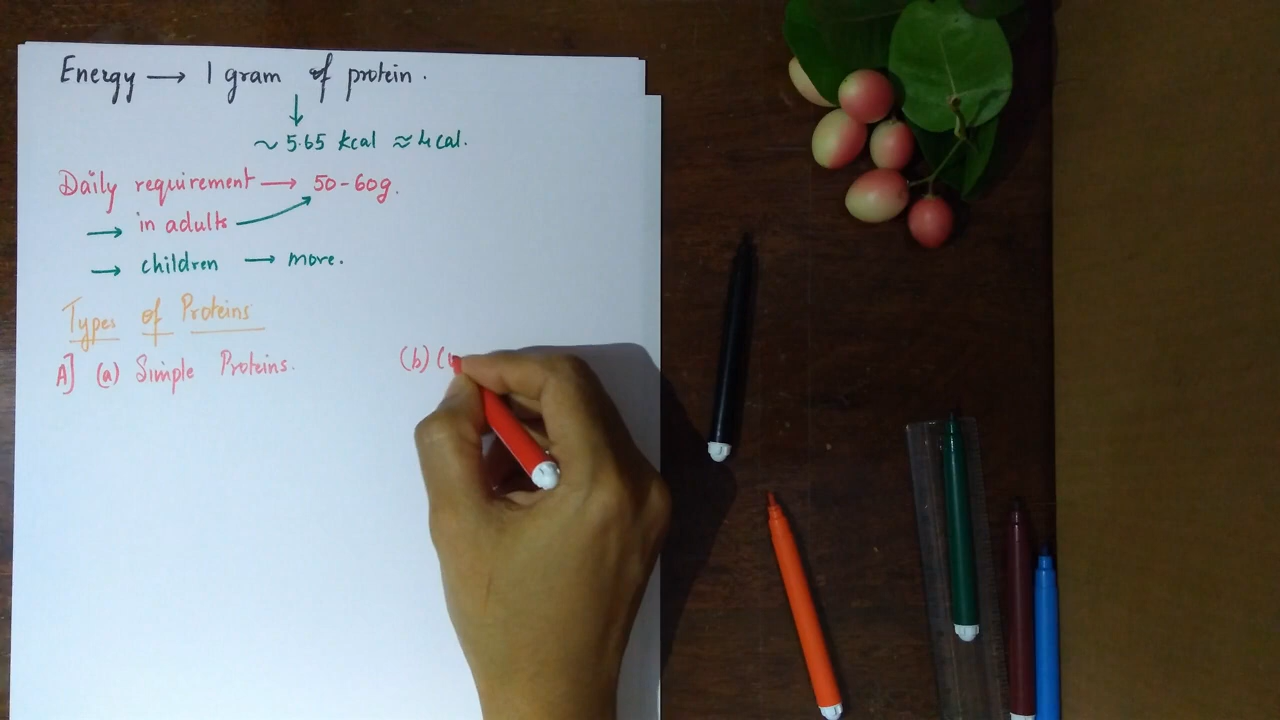 Energy → 1 gram of protein.
↓
~ 5.65 kcal ≈ 4 cal.
Daily requirement → 50-60g.
→ in adults
→ children → more.
Types of Proteins
A] (a) Simple Proteins. (b) (